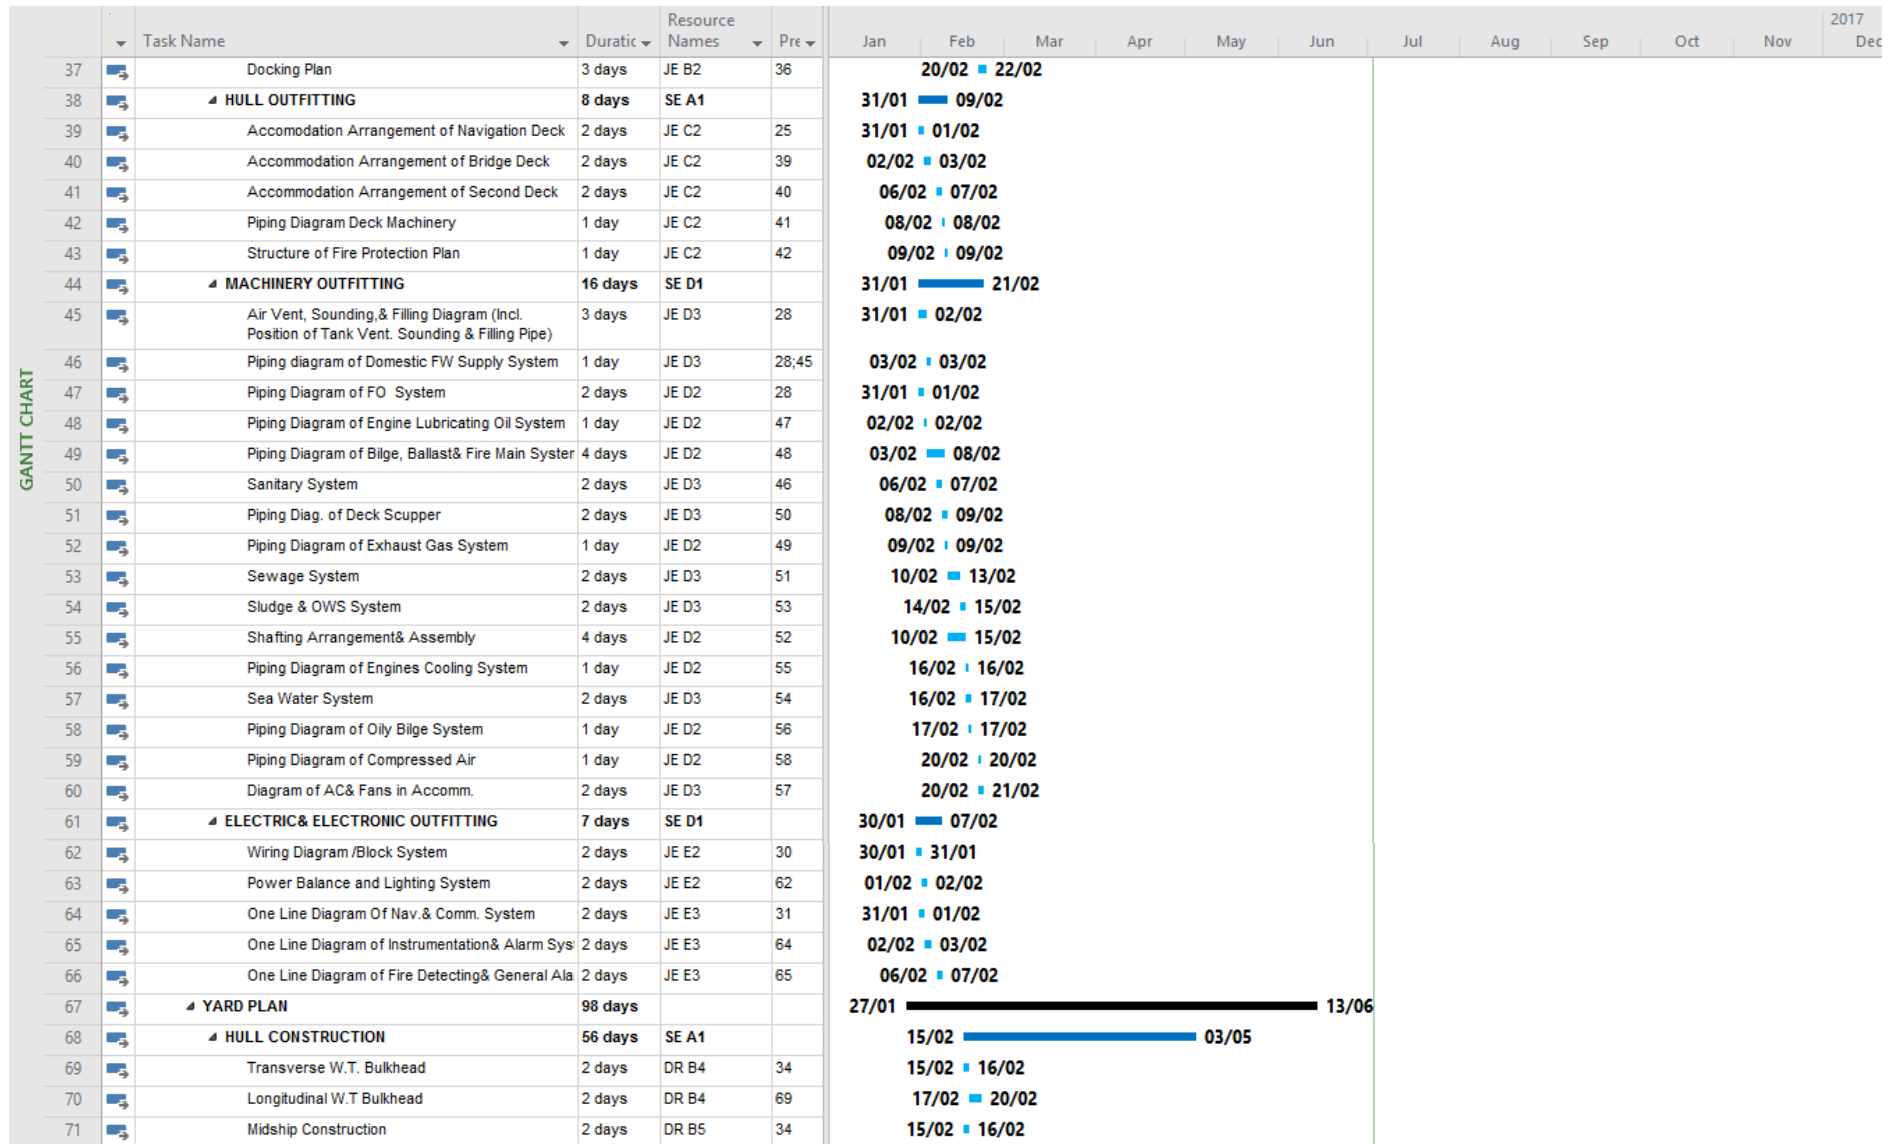 GANTT CHART
Task Name Duratic Resource Names Pre
2017
Jan Feb Mar Apr May Jun Jul Aug Sep Oct Nov Dec
37 Docking Plan 3 days JE B2 36 20/02 22/02
38 HULL OUTFITTING 8 days SE A1 31/01 09/02
39 Accomodation Arrangement of Navigation Deck 2 days JE C2 25 31/01 01/02
40 Accommodation Arrangement of Bridge Deck 2 days JE C2 39 02/02 03/02
41 Accommodation Arrangement of Second Deck 2 days JE C2 40 06/02 07/02
42 Piping Diagram Deck Machinery 1 day JE C2 41 08/02 08/02
43 Structure of Fire Protection Plan 1 day JE C2 42 09/02 09/02
44 MACHINERY OUTFITTING 16 days SE D1 31/01 21/02
45 Air Vent, Sounding,& Filling Diagram (Incl. 3 days JE D3 28 31/01 02/02
Position of Tank Vent. Sounding & Filling Pipe)
46 Piping diagram of Domestic FW Supply System 1 day JE D3 28;45 03/02 03/02
47 Piping Diagram of FO System 2 days JE D2 28 31/01 01/02
48 Piping Diagram of Engine Lubricating Oil System 1 day JE D2 47 02/02 02/02
49 Piping Diagram of Bilge, Ballast& Fire Main Syster 4 days JE D2 48 03/02 08/02
50 Sanitary System 2 days JE D3 46 06/02 07/02
51 Piping Diag. of Deck Scupper 2 days JE D3 50 08/02 09/02
52 Piping Diagram of Exhaust Gas System 1 day JE D2 49 09/02 09/02
53 Sewage System 2 days JE D3 51 10/02 13/02
54 Sludge & OWS System 2 days JE D3 53 14/02 15/02
55 Shafting Arrangement& Assembly 4 days JE D2 52 10/02 15/02
56 Piping Diagram of Engines Cooling System 1 day JE D2 55 16/02 16/02
57 Sea Water System 2 days JE D3 54 16/02 17/02
58 Piping Diagram of Oily Bilge System 1 day JE D2 56 17/02 17/02
59 Piping Diagram of Compressed Air 1 day JE D2 58 20/02 20/02
60 Diagram of AC& Fans in Accomm. 2 days JE D3 57 20/02 21/02
61 ELECTRIC& ELECTRONIC OUTFITTING 7 days SE D1 30/01 07/02
62 Wiring Diagram /Block System 2 days JE E2 30 30/01 31/01
63 Power Balance and Lighting System 2 days JE E2 62 01/02 02/02
64 One Line Diagram Of Nav.& Comm. System 2 days JE E3 31 31/01 01/02
65 One Line Diagram of Instrumentation& Alarm Sys 2 days JE E3 64 02/02 03/02
66 One Line Diagram of Fire Detecting& General Ala 2 days JE E3 65 06/02 07/02
67 YARD PLAN 98 days 27/01 13/06
68 HULL CONSTRUCTION 56 days SE A1 15/02 03/05
69 Transverse W.T. Bulkhead 2 days DR B4 34 15/02 16/02
70 Longitudinal W.T Bulkhead 2 days DR B4 69 17/02 20/02
71 Midship Construction 2 days DR B5 34 15/02 16/02